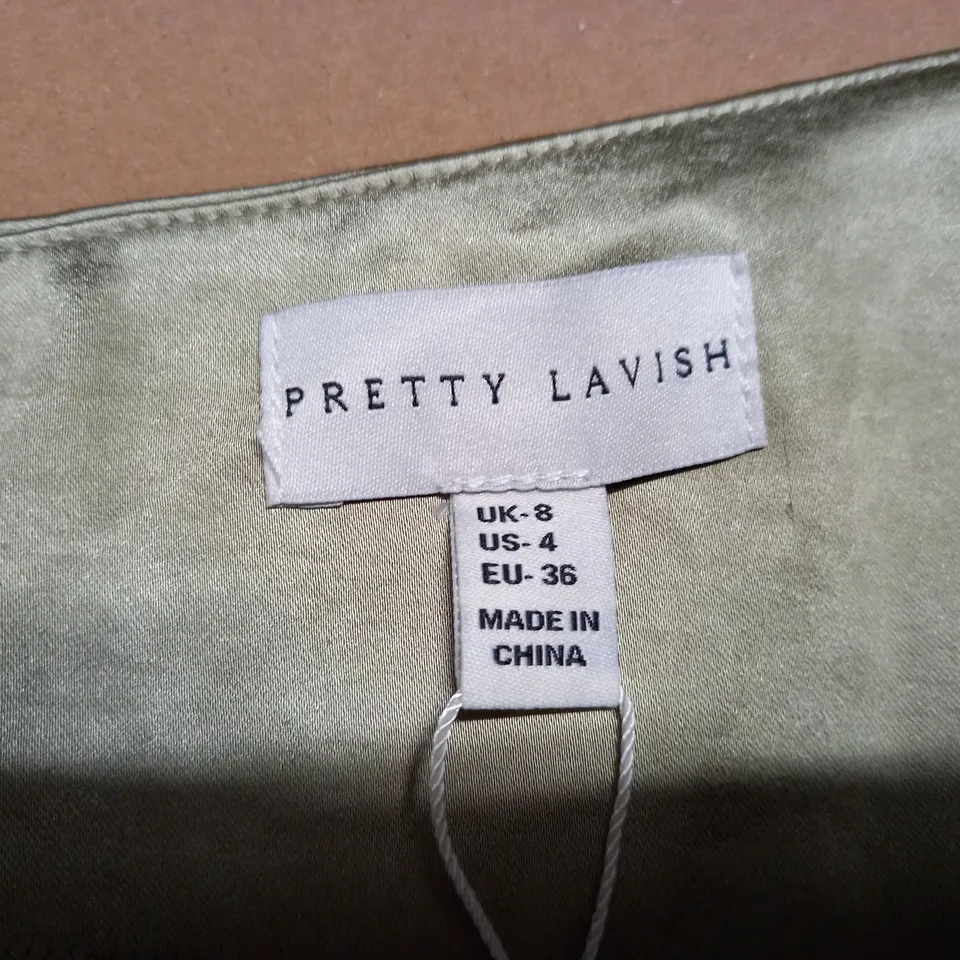 PRETTY LAVISH
UK-8
US-4
EU-36
MADE IN
CHINA